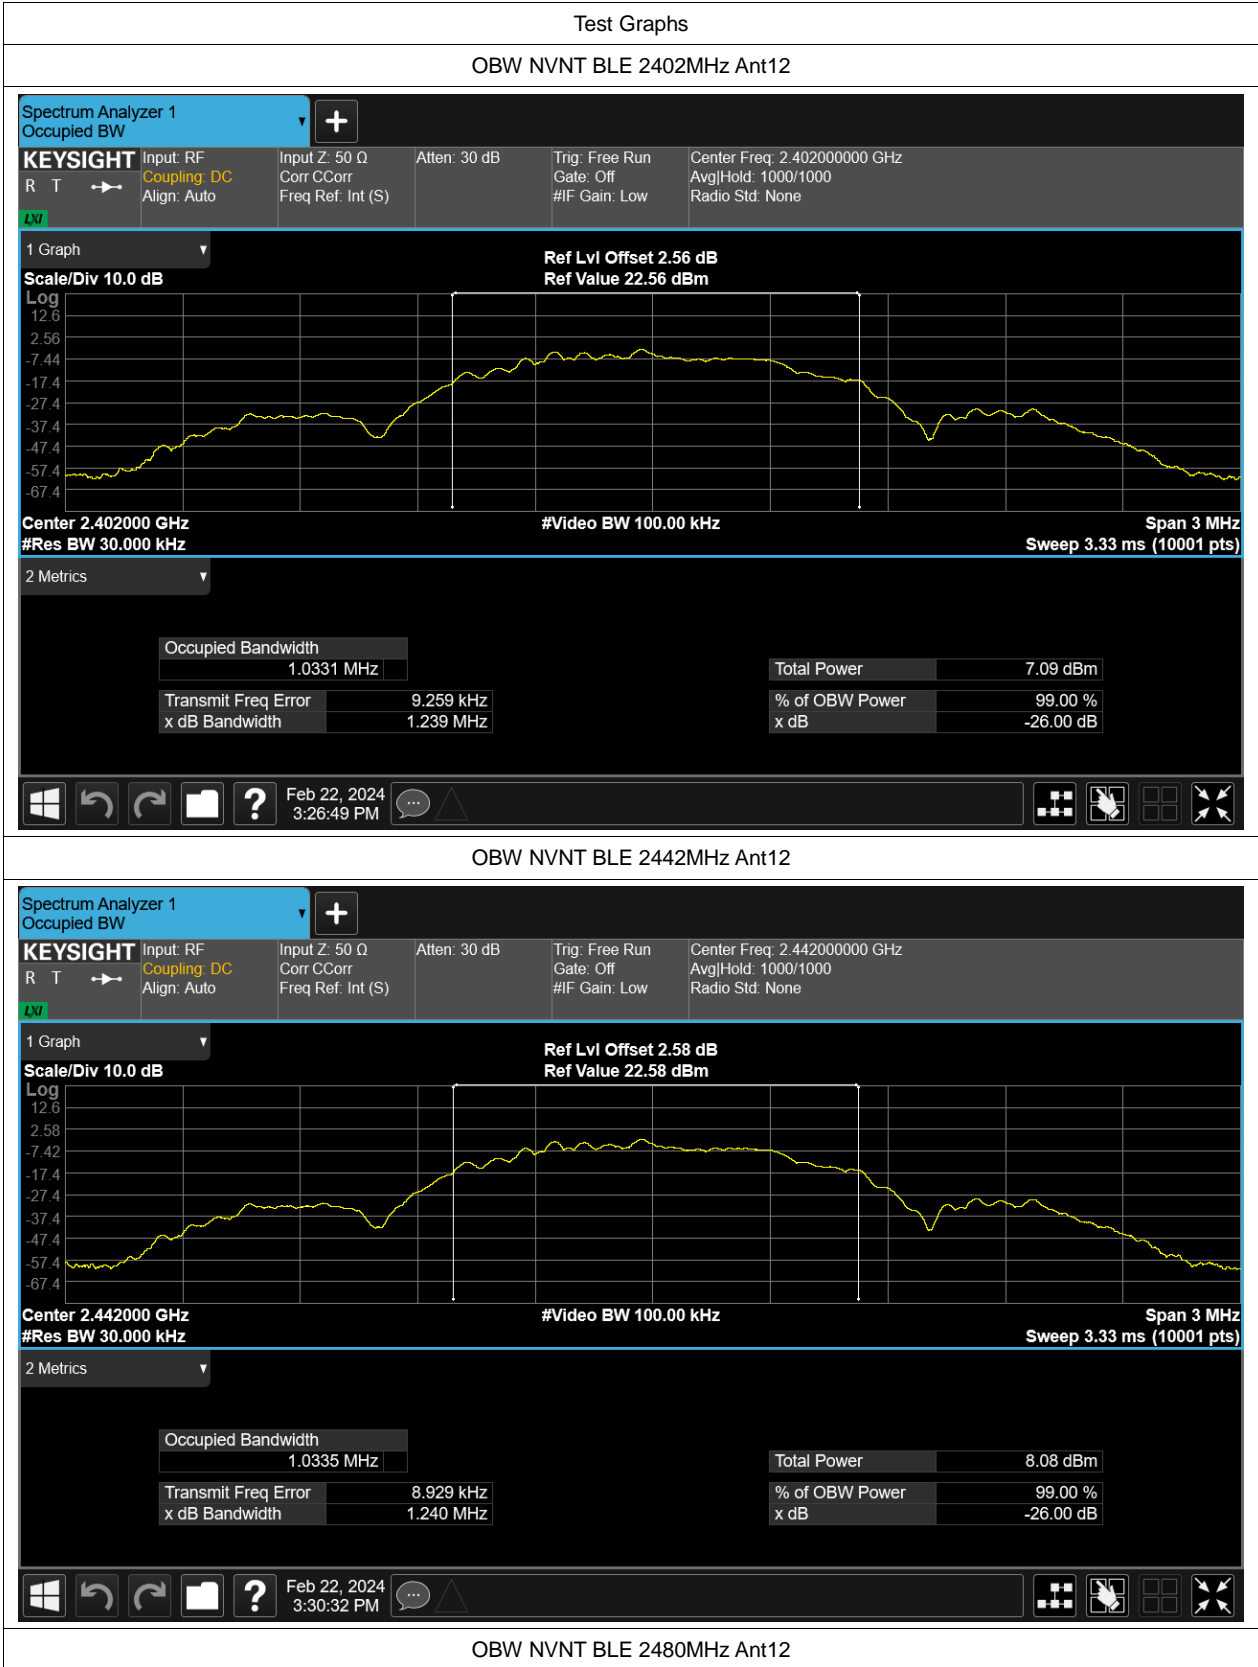 Test Graphs
OBW NVNT BLE 2402MHz Ant12
Spectrum Analyzer 1
Occupied BW
KEYSIGHT
R T
LXI
Input: RF
Coupling: DC
Align: Auto
Input Z: 50 Ω
Corr CCorr
Freq Ref: Int (S)
Atten: 30 dB
Trig: Free Run
Gate: Off
#IF Gain: Low
Center Freq: 2.402000000 GHz
Avg|Hold: 1000/1000
Radio Std: None
1 Graph
Scale/Div 10.0 dB
Ref Lvl Offset 2.56 dB
Ref Value 22.56 dBm
Log
12.6
2.56
-7.44
-17.4
-27.4
-37.4
-47.4
-57.4
-67.4
Center 2.402000 GHz
#Res BW 30.000 kHz
#Video BW 100.00 kHz
Span 3 MHz
Sweep 3.33 ms (10001 pts)
2 Metrics
Occupied Bandwidth
1.0331 MHz
Total Power 7.09 dBm
Transmit Freq Error 9.259 kHz
% of OBW Power 99.00 %
x dB Bandwidth 1.239 MHz
x dB -26.00 dB
?
Feb 22, 2024
3:26:49 PM
OBW NVNT BLE 2442MHz Ant12
Spectrum Analyzer 1
Occupied BW
KEYSIGHT
R T
LXI
Input: RF
Coupling: DC
Align: Auto
Input Z: 50 Ω
Corr CCorr
Freq Ref: Int (S)
Atten: 30 dB
Trig: Free Run
Gate: Off
#IF Gain: Low
Center Freq: 2.442000000 GHz
Avg|Hold: 1000/1000
Radio Std: None
1 Graph
Scale/Div 10.0 dB
Ref Lvl Offset 2.58 dB
Ref Value 22.58 dBm
Log
12.6
2.58
-7.42
-17.4
-27.4
-37.4
-47.4
-57.4
-67.4
Center 2.442000 GHz
#Res BW 30.000 kHz
#Video BW 100.00 kHz
Span 3 MHz
Sweep 3.33 ms (10001 pts)
2 Metrics
Occupied Bandwidth
1.0335 MHz
Total Power 8.08 dBm
Transmit Freq Error 8.929 kHz
% of OBW Power 99.00 %
x dB Bandwidth 1.240 MHz
x dB -26.00 dB
?
Feb 22, 2024
3:30:32 PM
OBW NVNT BLE 2480MHz Ant12